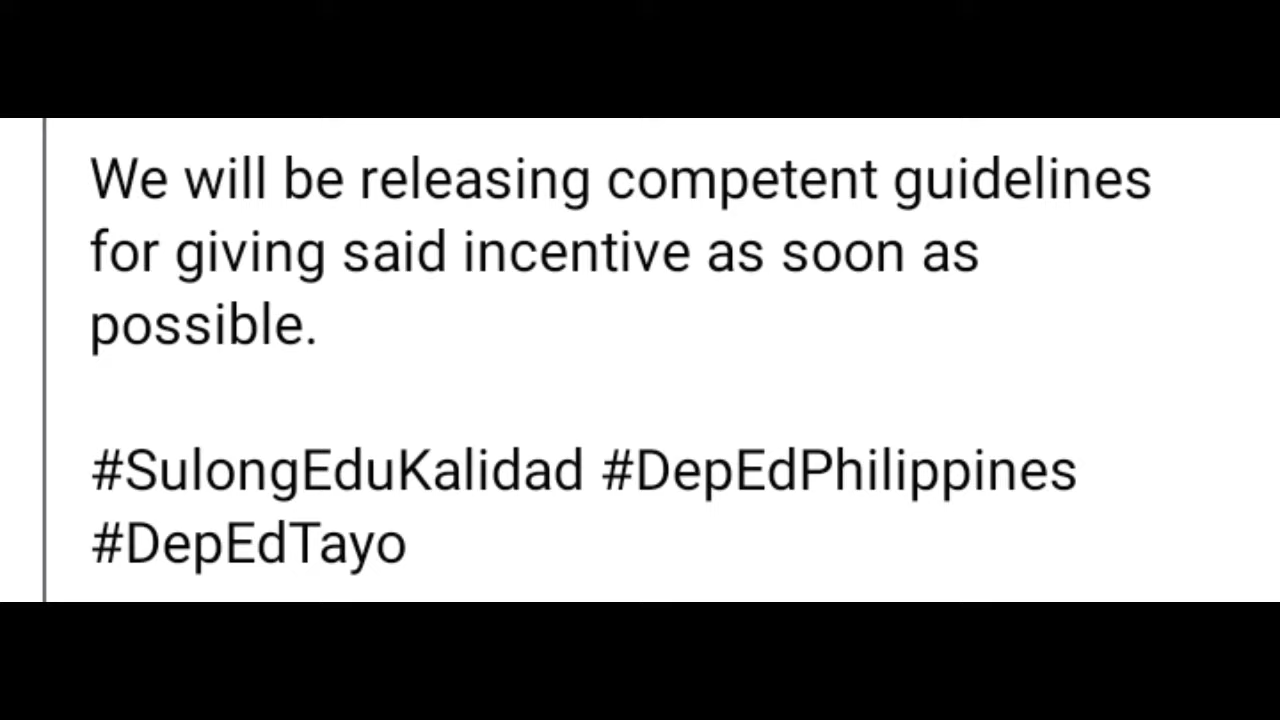 We will be releasing competent guidelines
for giving said incentive as soon as
possible.
#SulongEduKalidad #DepEdPhilippines
#DepEdTayo